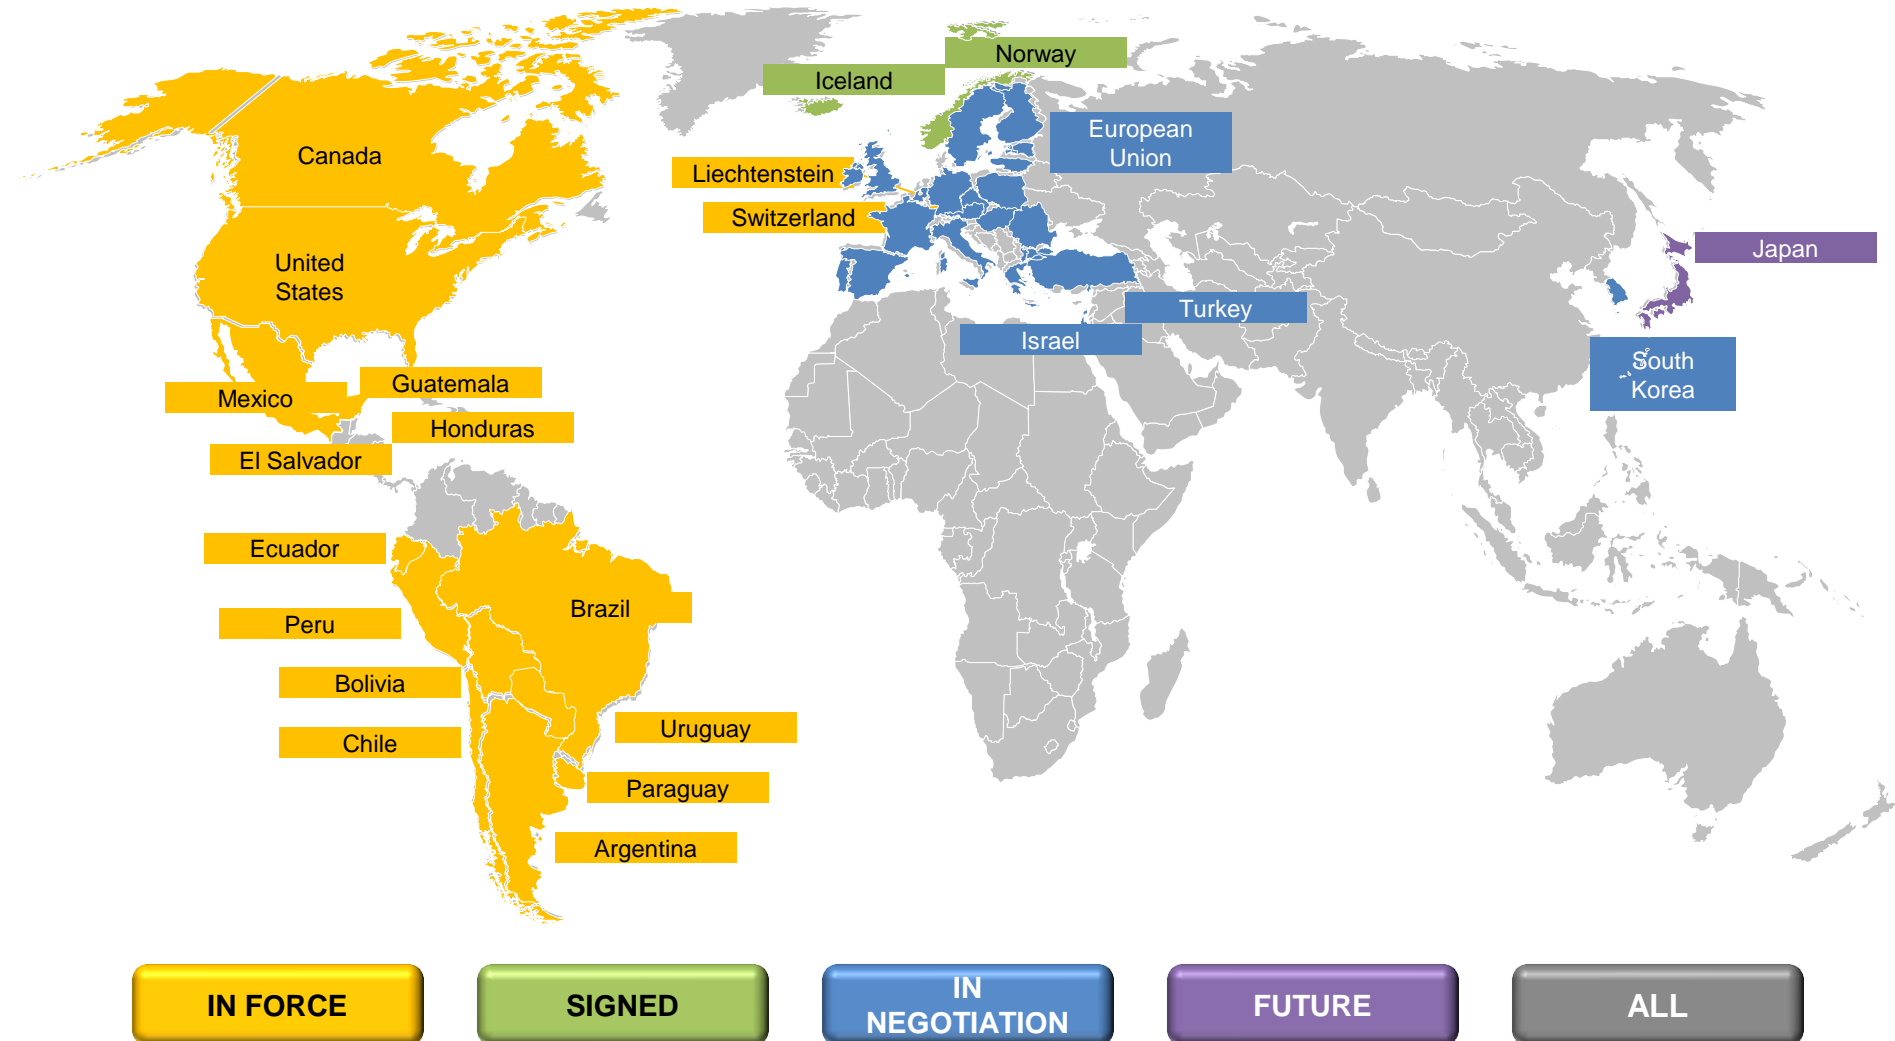 Norway
Iceland
European
Union
Canada
Liechtenstein
Switzerland
United
States
Japan
Turkey
Israel
South
Korea
Guatemala
Mexico
Honduras
El Salvador
Ecuador
Brazil
Peru
Bolivia
Uruguay
Chile
Paraguay
Argentina
IN FORCE
SIGNED
IN
NEGOTIATION
FUTURE
ALL